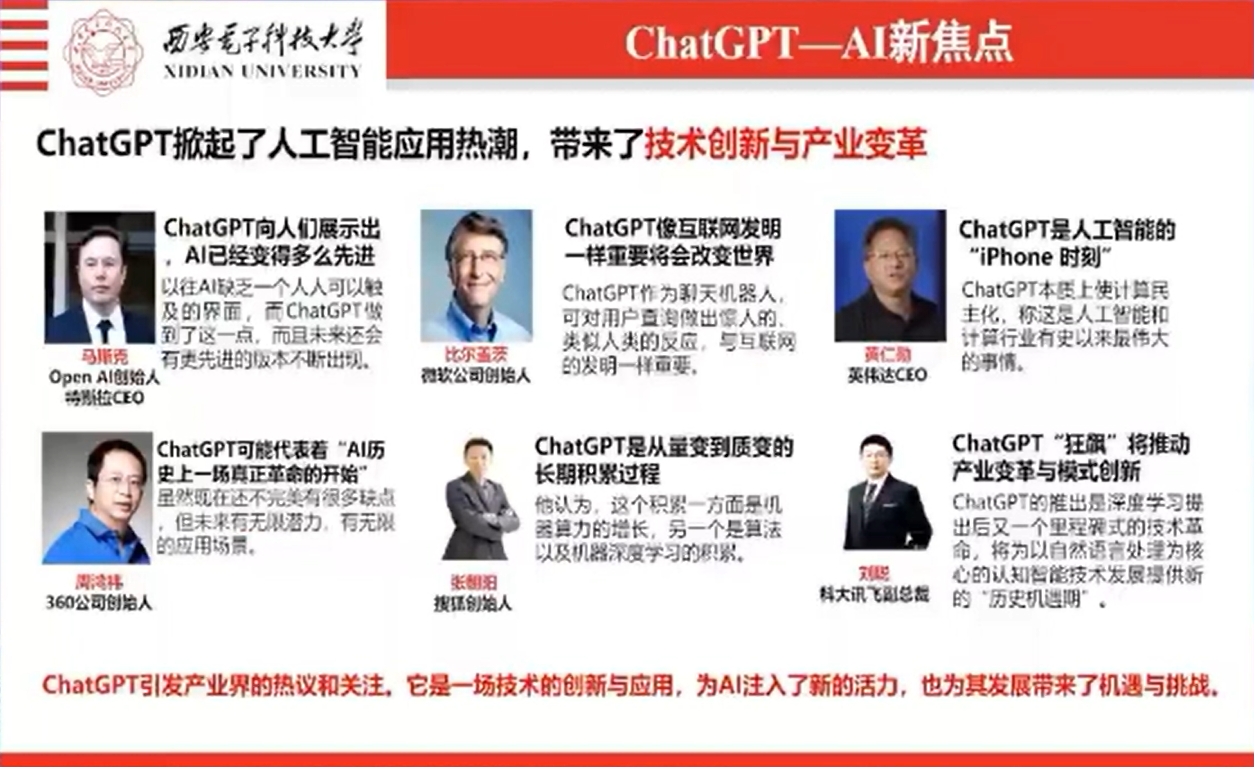 西安电子科技大学
XIDIAN UNIVERSITY
ChatGPT—AI新焦点
ChatGPT掀起了人工智能应用热潮，带来了技术创新与产业变革
ChatGPT向人们展示出
，AI已经变得多么先进
以往AI缺乏一个人人可以触
及的界面，而ChatGPT做
到了这一点，而且未来还会
有更先进的版本不断出现。
马斯克
Open AI创始人
特斯拉CEO
ChatGPT像互联网发明
一样重要将会改变世界
ChatGPT作为聊天机器人，
可对用户查询做出惊人的、
类似人类的反应，与互联网
的发明一样重要。
比尔盖茨
微软公司创始人
ChatGPT是人工智能的
“iPhone 时刻”
ChatGPT本质上使计算民
主化，称这是人工智能和
计算行业有史以来最伟大
的事情。
黄仁勋
英伟达CEO
ChatGPT可能代表着“AI历
史上一场真正革命的开始”
虽然现在还不完美有很多缺点
，但未来有无限潜力，有无限
的应用场景。
周鸿祎
360公司创始人
ChatGPT是从量变到质变的
长期积累过程
他认为，这个积累一方面是机
器算力的增长，另一个是算法
以及机器深度学习的积累。
张朝阳
搜狐创始人
ChatGPT“狂飙”将推动
产业变革与模式创新
ChatGPT的推出是深度学习提
出后又一个里程碑式的技术革
命，将为以自然语言处理为核
心的认知智能技术发展提供新
的“历史机遇期”。
刘聪
科大讯飞副总裁
ChatGPT引发产业界的热议和关注。它是一场技术的创新与应用，为AI注入了新的活力，也为其发展带来了机遇与挑战。